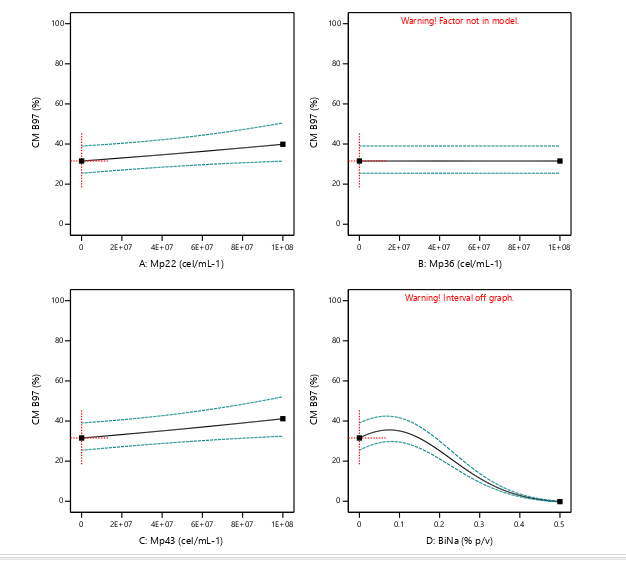 Warning! Factor not in model.
100
80
60
40
20
0
CM B97 (%)
0 2E+07 4E+07 6E+07 8E+07 1E+08
A: Mp22 (cel/mL-1)
100
80
60
40
20
0
CM B97 (%)
0 2E+07 4E+07 6E+07 8E+07 1E+08
B: Mp36 (cel/mL-1)
100
80
60
40
20
0
CM B97 (%)
0 2E+07 4E+07 6E+07 8E+07 1E+08
C: Mp43 (cel/mL-1)
Warning! Interval off graph.
100
80
60
40
20
0
CM B97 (%)
0 0.1 0.2 0.3 0.4 0.5
D: BiNa (% p/v)